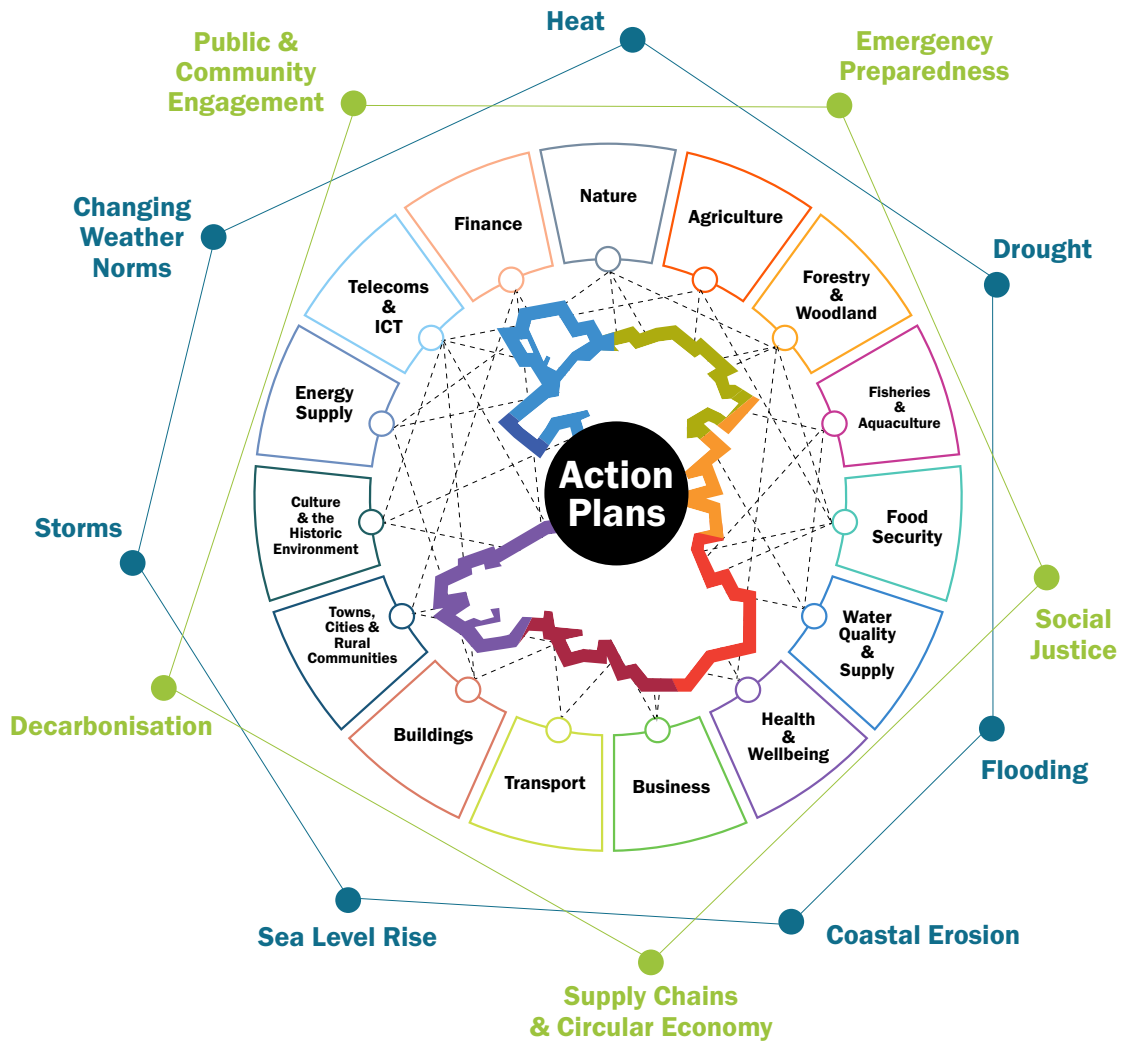 Heat
Public &
Community
Engagement
Emergency
Preparedness
Changing
Weather
Norms
Drought
Nature
Finance
Agriculture
Telecoms
&
ICT
Forestry
&
Woodland
Energy
Supply
Fisheries
&
Aquaculture
Action
Plans
Culture
& the
Historic
Environment
Food
Security
Storms
Towns,
Cities &
Rural
Communities
Water
Quality
&
Supply
Social
Justice
Decarbonisation
Buildings
Health
&
Wellbeing
Transport
Business
Flooding
Sea Level Rise
Coastal Erosion
Supply Chains
& Circular Economy